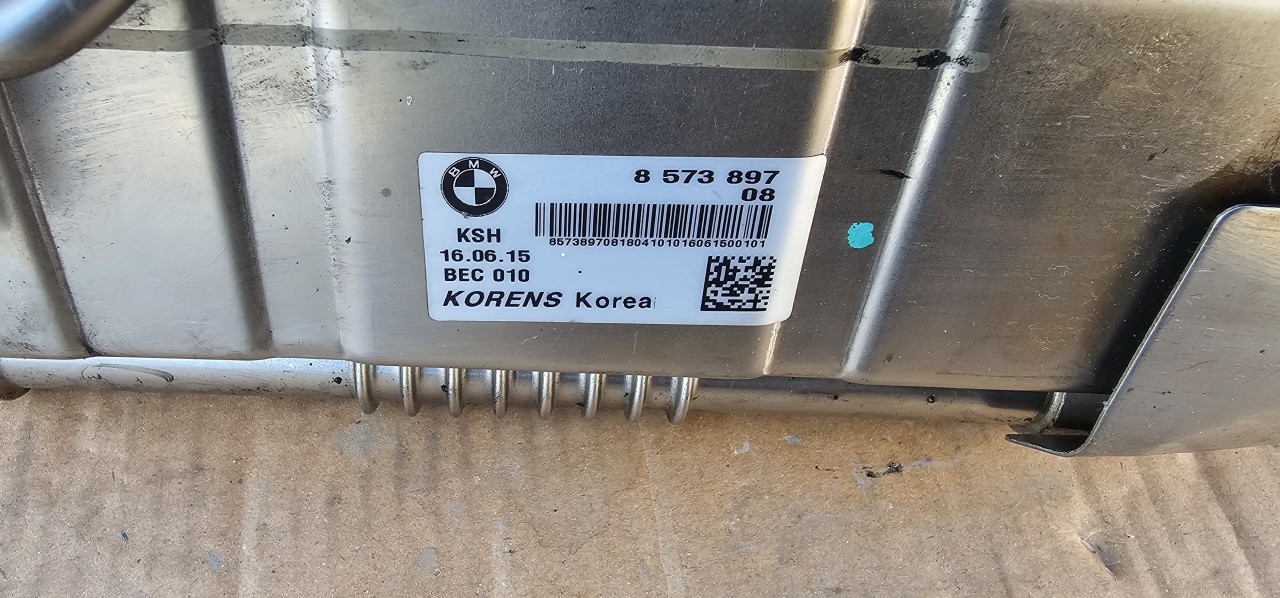 BMW
8 573 897
08
KSH
8573897081804101016061500101
16.06.15
BEC 010
KORENS Korea